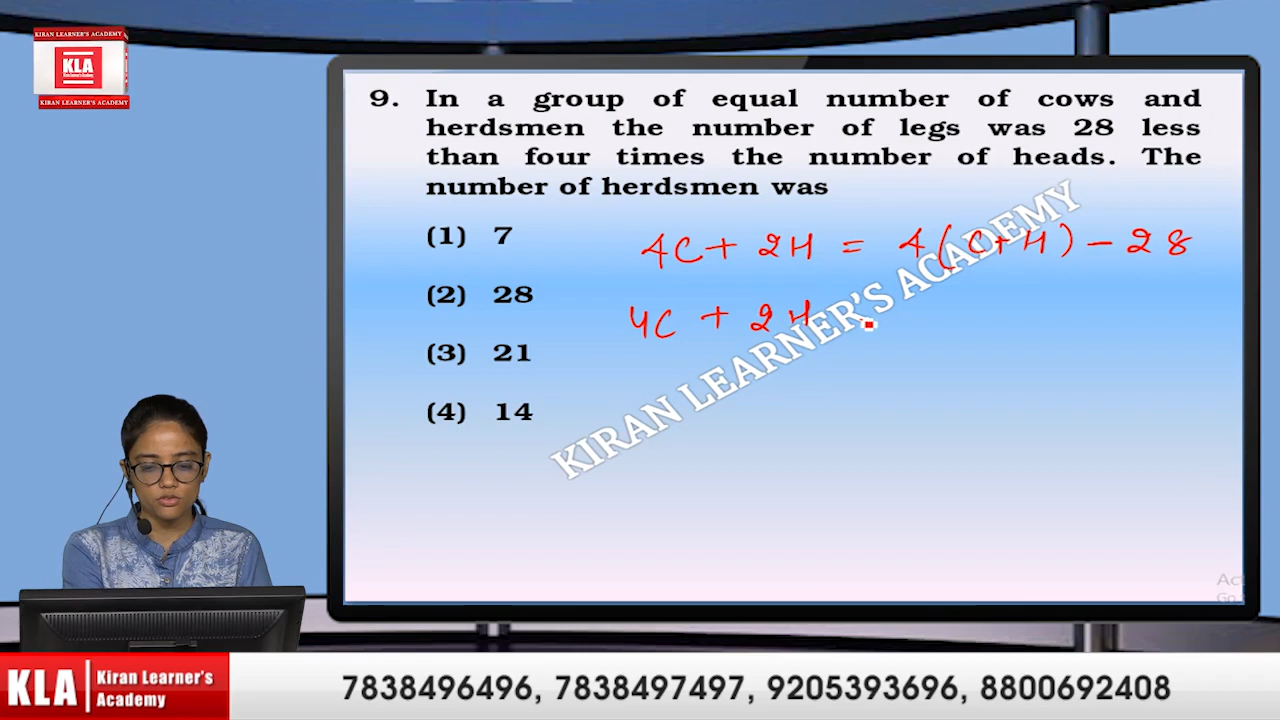 KIRAN LEARNER'S ACADEMY
KLA
Kiran Learner's Academy
KIRAN LEARNER'S ACADEMY
9. In a group of equal number of cows and
herdsmen the number of legs was 28 less
than four times the number of heads. The
number of herdsmen was
(1) 7
4C + 2H = 4(C+H) - 28
(2) 28
4C + 2H
(3) 21
(4) 14
KIRAN LEARNER'S ACADEMY
KLA
Kiran Learner's
Academy
7838496496, 7838497497, 9205393696, 8800692408